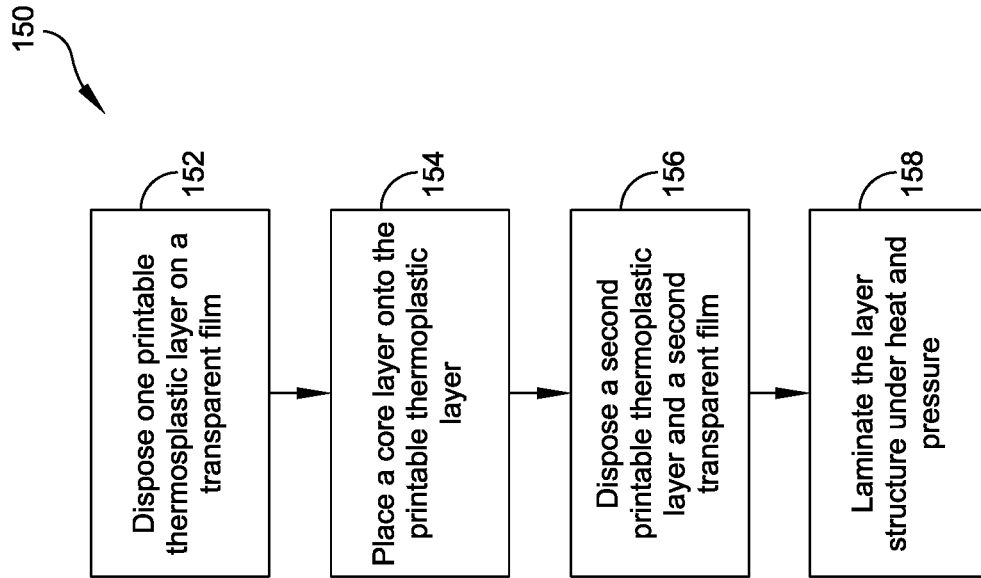 150
152
Dispose one printable
thermosplastic layer on a
transparent film
154
Place a core layer onto the
printable thermoplastic
layer
156
Dispose a second
printable thermoplastic
layer and a second
transparent film
158
Laminate the layer
structure under heat and
pressure